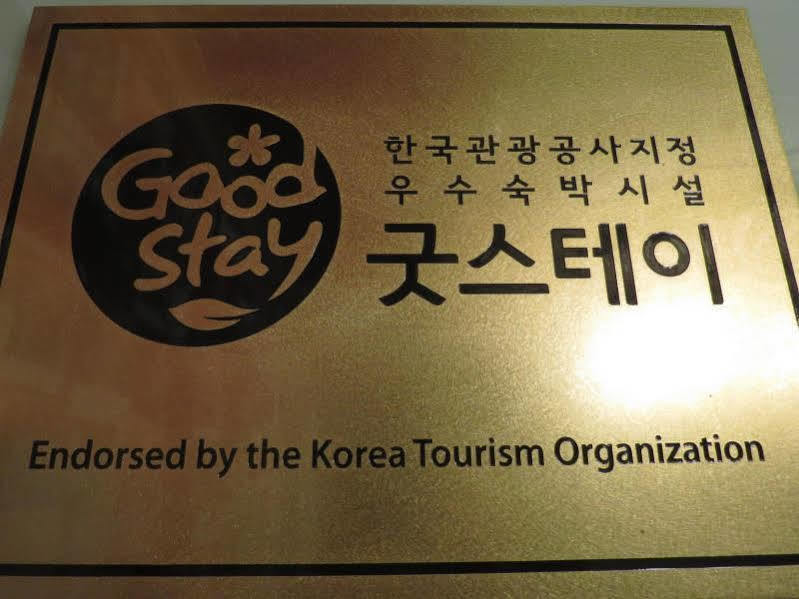 Good
Stay
한국관광공사지정
우수숙박시설
굿스테이
Endorsed by the Korea Tourism Organization